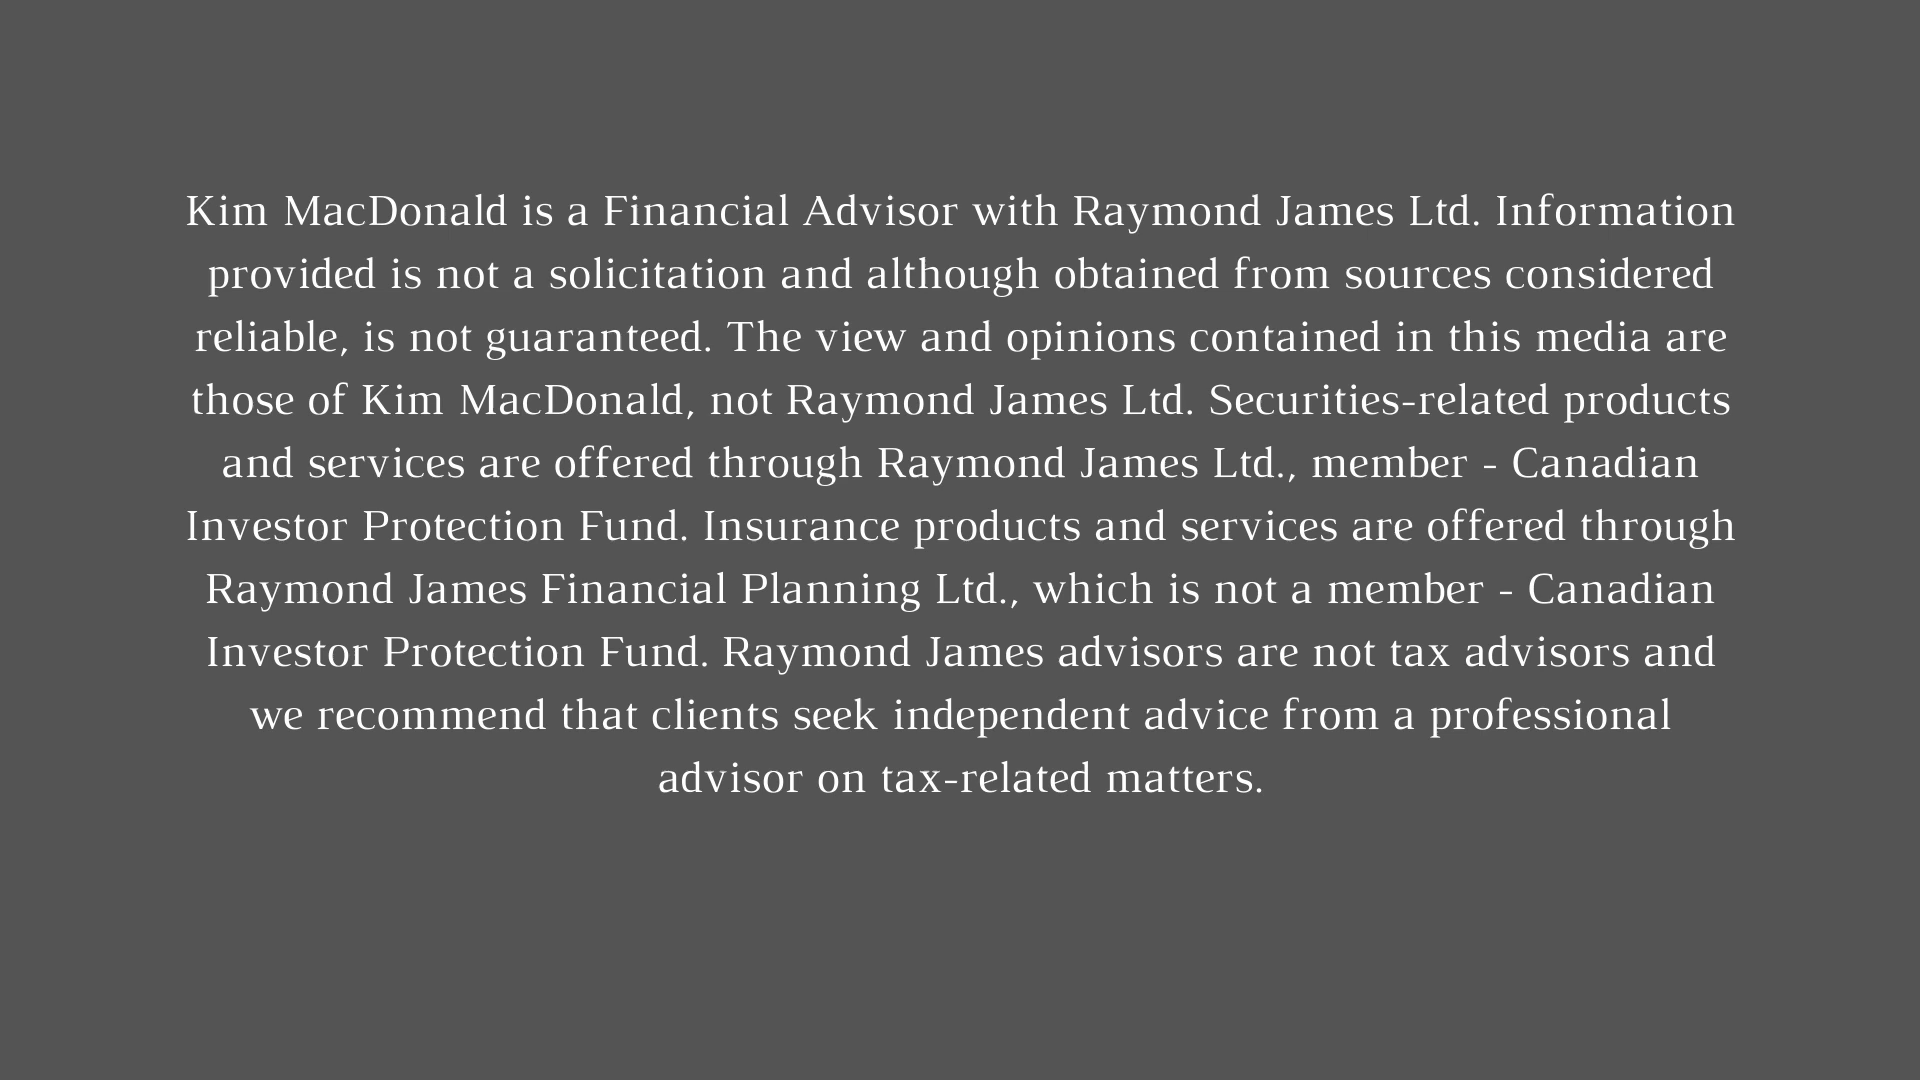 Kim MacDonald is a Financial Advisor with Raymond James Ltd. Information
provided is not a solicitation and although obtained from sources considered
reliable, is not guaranteed. The view and opinions contained in this media are
those of Kim MacDonald, not Raymond James Ltd. Securities-related products
and services are offered through Raymond James Ltd., member - Canadian
Investor Protection Fund. Insurance products and services are offered through
Raymond James Financial Planning Ltd., which is not a member - Canadian
Investor Protection Fund. Raymond James advisors are not tax advisors and
we recommend that clients seek independent advice from a professional
advisor on tax-related matters.